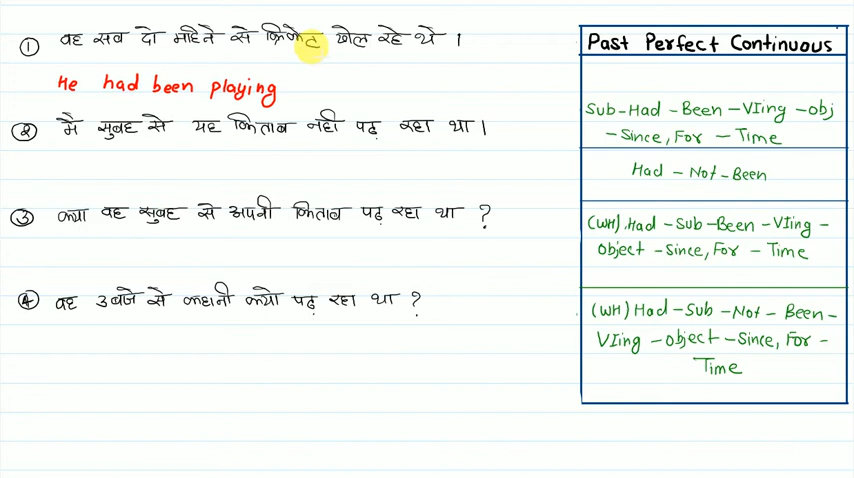 ① वह सब दो महिने से क्रिकेट खेल रहे थे ।
He had been playing
② मै सुबह से यह किताब नही पढ़ रहा था ।
③ क्या वह सुबह से अपनी किताब पढ़ रहा था ?
④ वह 3 बजे से कहानी क्यो पढ़ रहा था ?
Past Perfect Continuous
Sub-Had-Been-VIing-obj
-Since, For-Time
Had-Not-Been
(WH).Had-Sub-Been-VIing-
Object-Since, For-Time
(WH) Had-Sub-Not-Been-
VIing-Object-Since, For-
Time